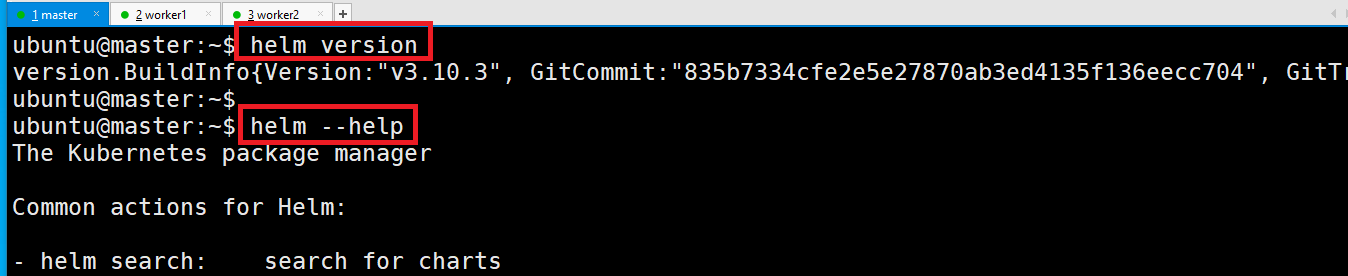 1 master
2 worker1
3 worker2
ubuntu@master:~$ helm version
version.BuildInfo{Version:"v3.10.3", GitCommit:"835b7334cfe2e5e27870ab3ed4135f136eecc704", GitTr
ubuntu@master:~$
ubuntu@master:~$ helm --help
The Kubernetes package manager
Common actions for Helm:
- helm search:    search for charts